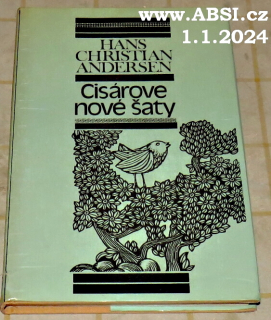 www.ABSI.cz
1.1.2024
HANS
CHRISTIAN
ANDERSEN
Cisárove
nové šaty